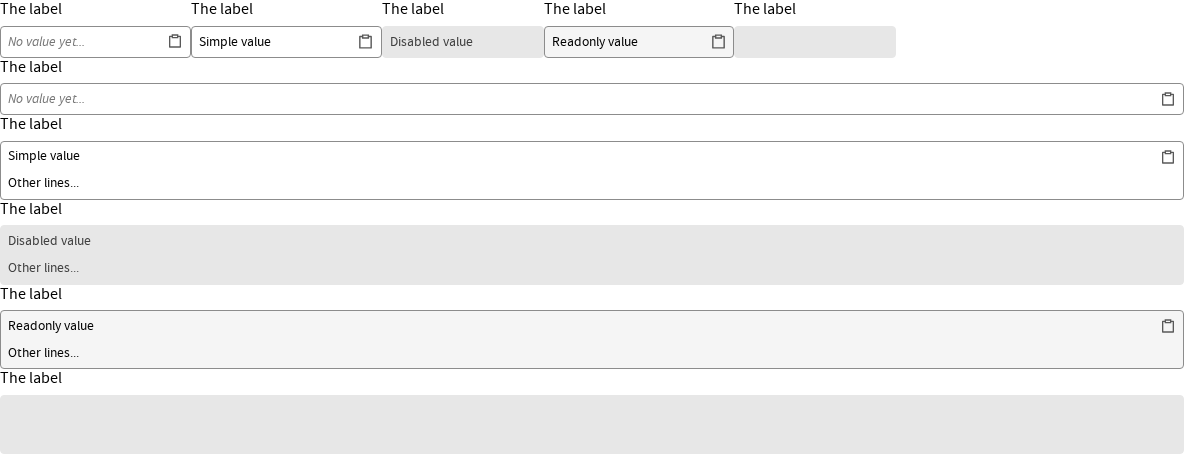 The label The label The label The label The label
No value yet... Simple value Disabled value Readonly value
The label
No value yet...
The label
Simple value
Other lines...
The label
Disabled value
Other lines...
The label
Readonly value
Other lines...
The label